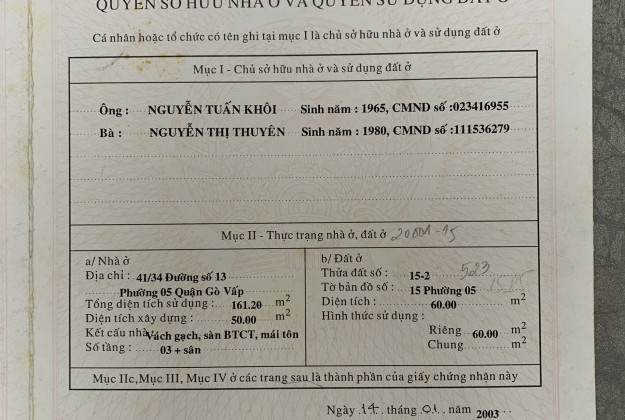 QUYỀN SỞ HỮU NHÀ Ở VÀ QUYỀN SỬ DỤNG ĐẤT Ở
Cá nhân hoặc tổ chức có tên ghi tại mục I là chủ sở hữu nhà ở và sử dụng đất ở
Mục I - Chủ sở hữu nhà ở và sử dụng đất ở
Ông : NGUYỄN TUẤN KHÔI Sinh năm : 1965, CMND số :023416955
Bà : NGUYỄN THỊ THUYÊN Sinh năm : 1980, CMND số :111536279
Mục II - Thực trạng nhà ở, đất ở
a/ Nhà ở
Địa chỉ : 41/34 Đường số 13
Phường 05 Quận Gò Vấp
Tổng diện tích sử dụng : 161.20 m2
Diện tích xây dựng : 50.00 m2
Kết cấu nhà Vách gạch, sàn BTCT, mái tôn
Số tầng : 03 + sân
b/ Đất ở
Thửa đất số : 15-2 523
Tờ bản đồ số : 15 Phường 05
Diện tích : 60.00 m2
Hình thức sử dụng :
Riêng 60.00 m2
Chung m2
Mục IIc,Mục III, Mục IV ở các trang sau là thành phần của giấy chứng nhận này
Ngày 14 tháng 01 năm 2003